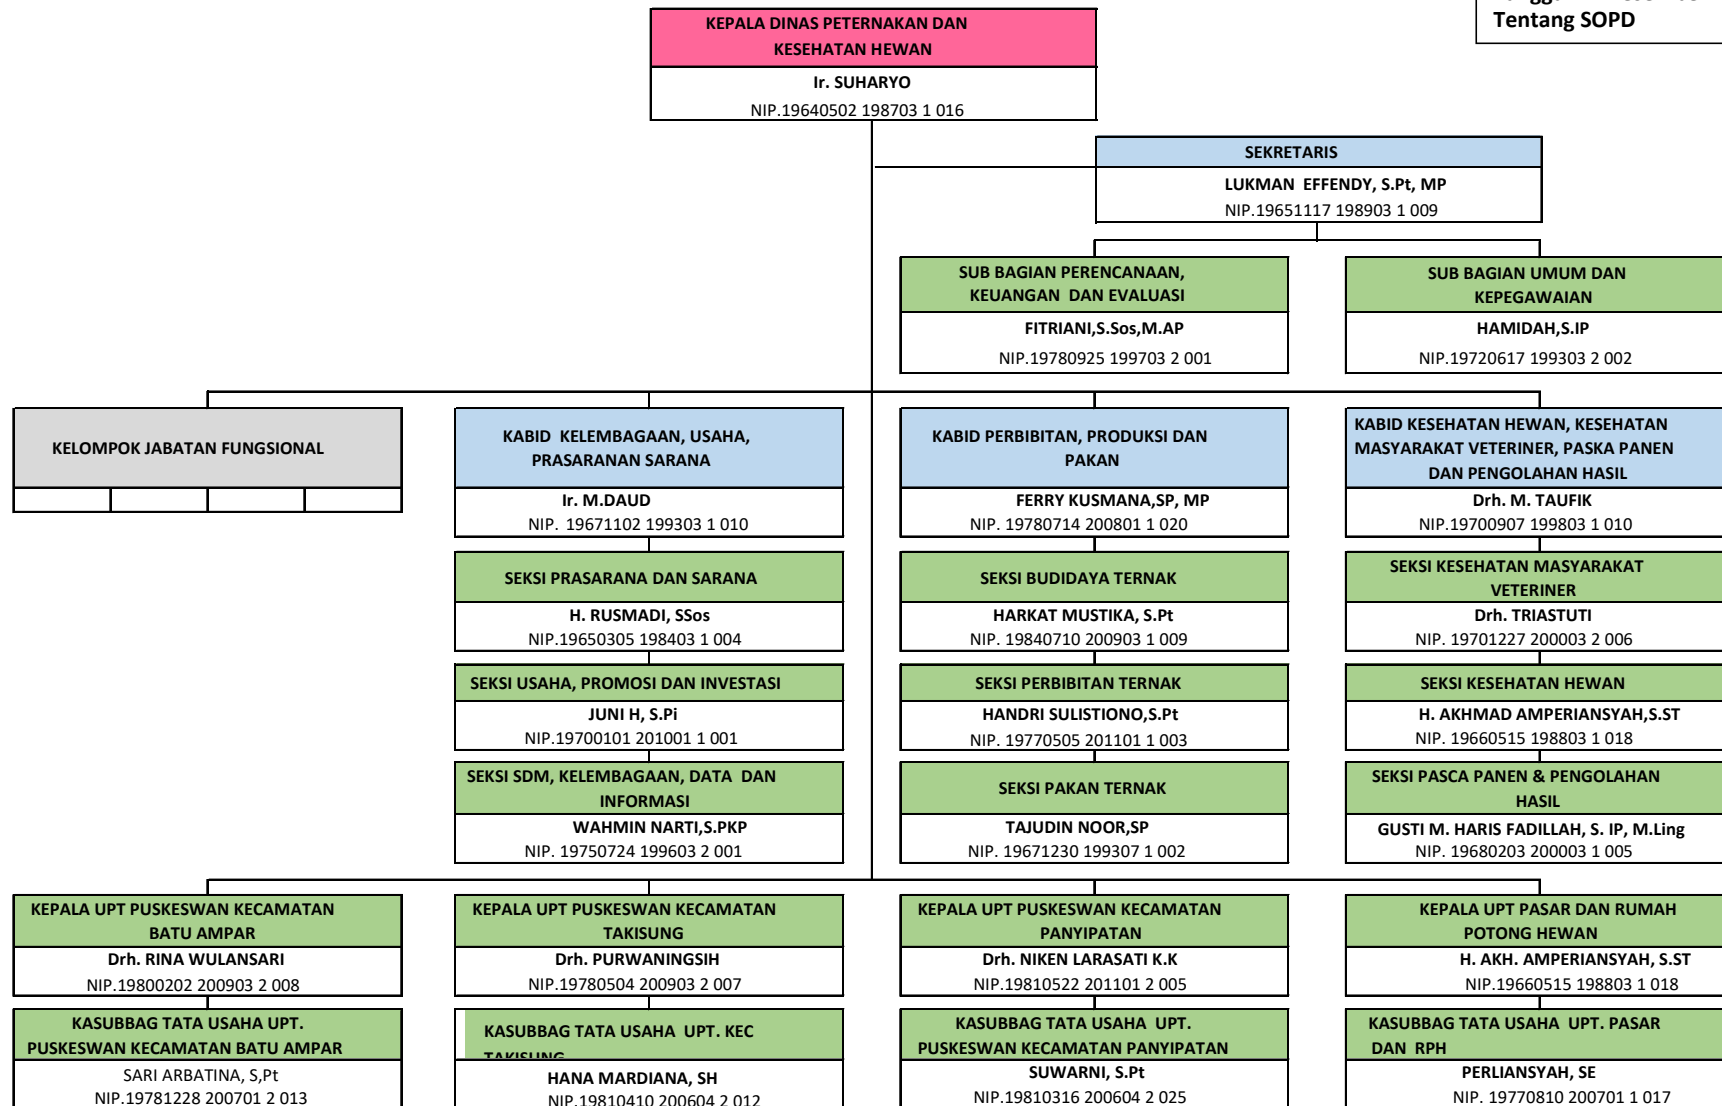 Tentang SOPD
KEPALA DINAS PETERNAKAN DAN
KESEHATAN HEWAN
Ir. SUHARYO
NIP.19640502 198703 1 016
SEKRETARIS
LUKMAN  EFFENDY, S.Pt, MP
NIP.19651117 198903 1 009
SUB BAGIAN PERENCANAAN,
KEUANGAN  DAN EVALUASI
FITRIANI,S.Sos,M.AP
NIP.19780925 199703 2 001
SUB BAGIAN UMUM DAN
KEPEGAWAIAN
HAMIDAH,S.IP
NIP.19720617 199303 2 002
KELOMPOK JABATAN FUNGSIONAL
KABID  KELEMBAGAAN, USAHA,
PRASARANAN SARANA
Ir. M.DAUD
NIP.  19671102 199303 1 010
KABID PERBIBITAN, PRODUKSI DAN
PAKAN
FERRY KUSMANA,SP, MP
NIP. 19780714 200801 1 020
KABID KESEHATAN HEWAN, KESEHATAN
MASYARAKAT VETERINER, PASKA PANEN
DAN PENGOLAHAN HASIL
Drh. M. TAUFIK
NIP.19700907 199803 1 010
SEKSI PRASARANA DAN SARANA
H. RUSMADI, SSos
NIP.19650305 198403 1 004
SEKSI BUDIDAYA TERNAK
HARKAT MUSTIKA, S.Pt
NIP. 19840710 200903 1 009
SEKSI KESEHATAN MASYARAKAT
VETERINER
Drh. TRIASTUTI
NIP. 19701227 200003 2 006
SEKSI USAHA, PROMOSI DAN INVESTASI
JUNI H, S.Pi
NIP.19700101 201001 1 001
SEKSI PERBIBITAN TERNAK
HANDRI SULISTIONO,S.Pt
NIP. 19770505 201101 1 003
SEKSI KESEHATAN HEWAN
H. AKHMAD AMPERIANSYAH,S.ST
NIP. 19660515 198803 1 018
SEKSI SDM, KELEMBAGAAN, DATA  DAN
INFORMASI
WAHMIN NARTI,S.PKP
NIP. 19750724 199603 2 001
SEKSI PAKAN TERNAK
TAJUDIN NOOR,SP
NIP. 19671230 199307 1 002
SEKSI PASCA PANEN & PENGOLAHAN
HASIL
GUSTI M. HARIS FADILLAH, S. IP, M.Ling
NIP. 19680203 200003 1 005
KEPALA UPT PUSKESWAN KECAMATAN
BATU AMPAR
Drh. RINA WULANSARI
NIP.19800202 200903 2 008
KEPALA UPT PUSKESWAN KECAMATAN
TAKISUNG
Drh. PURWANINGSIH
NIP.19780504 200903 2 007
KEPALA UPT PUSKESWAN KECAMATAN
PANYIPATAN
Drh. NIKEN LARASATI K.K
NIP.19810522 201101 2 005
KEPALA UPT PASAR DAN RUMAH
POTONG HEWAN
H. AKH. AMPERIANSYAH, S.ST
NIP.19660515 198803 1 018
KASUBBAG TATA USAHA UPT.
PUSKESWAN KECAMATAN BATU AMPAR
SARI ARBATINA, S,Pt
NIP.19781228 200701 2 013
KASUBBAG TATA USAHA  UPT. KEC
TAKISUNG
HANA MARDIANA, SH
NIP.19810410 200604 2 012
KASUBBAG TATA USAHA  UPT.
PUSKESWAN KECAMATAN PANYIPATAN
SUWARNI, S.Pt
NIP.19810316 200604 2 025
KASUBBAG TATA USAHA  UPT. PASAR
DAN  RPH
PERLIANSYAH, SE
NIP. 19770810 200701 1 017